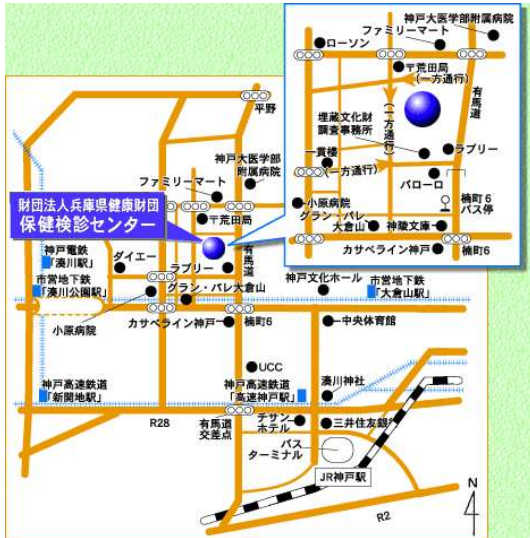 神戸大医学部
附属病院
ファミリーマート
ローソン
〒荒田局
(一方通行)
有馬道
(一方通行)
埋蔵文化財
調査事務所
ラブリー
一貫楼
(一方通行)
バローロ
楠町6
バス停
小原病院
グラン・パレ
大倉山
神陵文庫
カサベライン神戸
楠町6
平野
神戸大医学部
附属病院
ファミリーマート
〒荒田局
財団法人兵庫県健康財団
保健検診センター
有馬道
神戸電鉄
「湊川駅」
ダイエー
ラブリー
市営地下鉄
「湊川公園駅」
グラン・パレ大倉山
神戸文化ホール
市営地下鉄
「大倉山駅」
小原病院
カサベライン神戸
楠町6
中央体育館
UCC
神戸高速鉄道
「新開地駅」
神戸高速鉄道
「高速神戸駅」
湊川神社
R28
有馬道
交差点
チサン
ホテル
三井住友銀
バス
ターミナル
JR神戸駅
R2
N